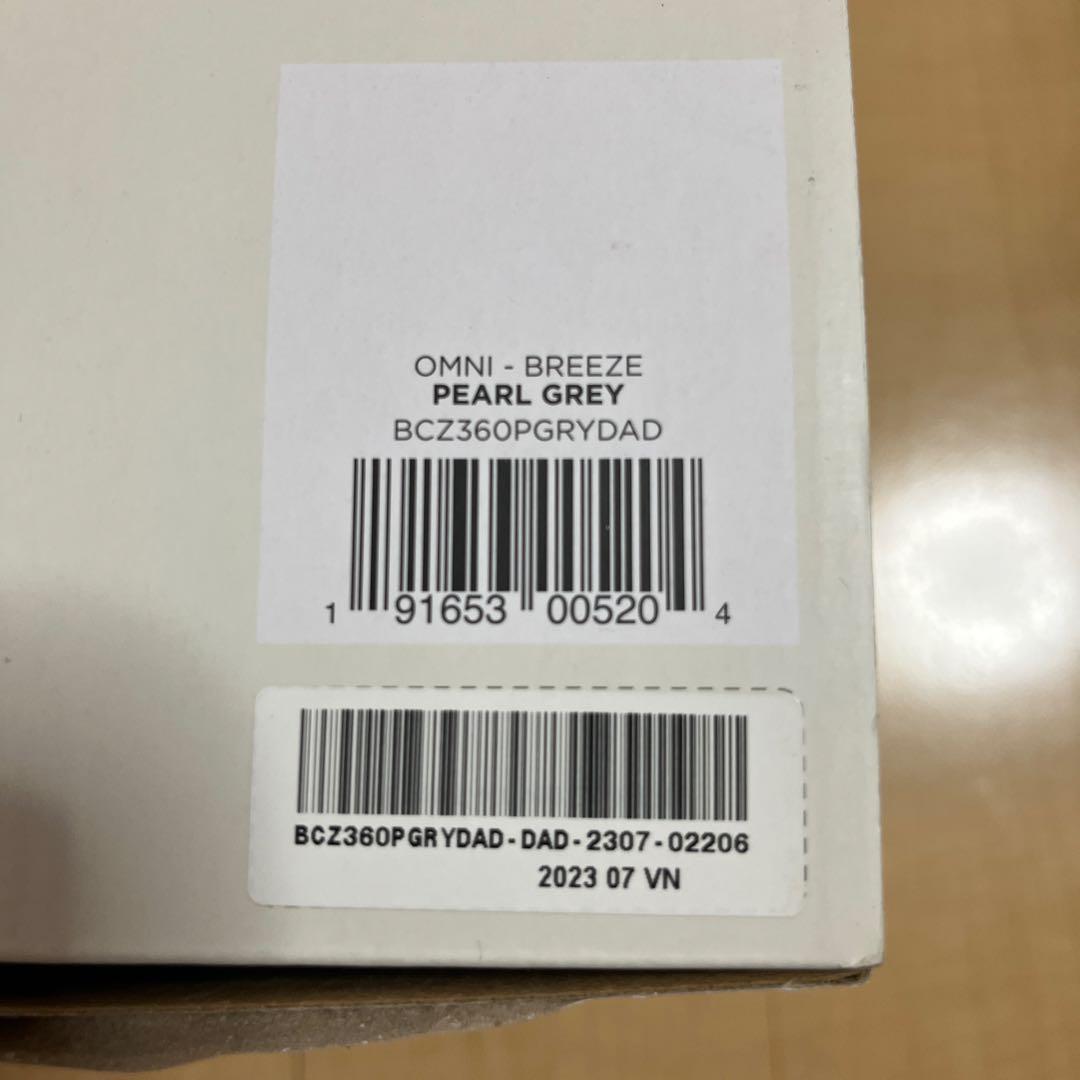 OMNI - BREEZE
PEARL GREY
BCZ360PGRYDAD
1 91653 00520 4
BCZ360PGRYDAD-DAD-2307-02206
2023 07 VN